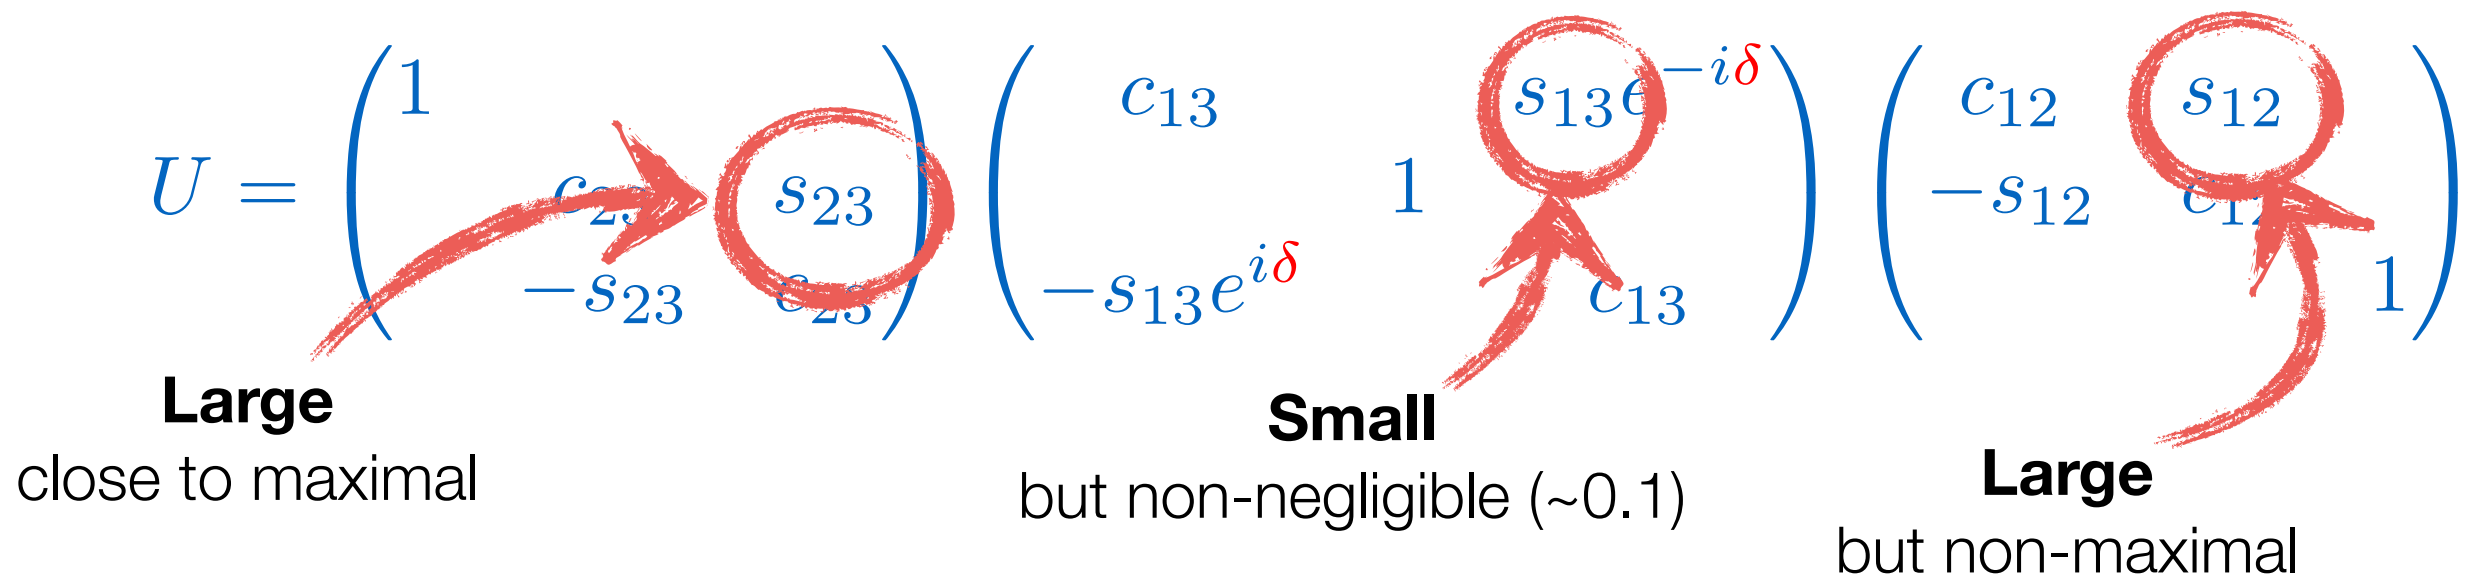 U = ( 1
c₂₃ s₂₃
−s₂₃ c₂₃ ) ( c₁₃ s₁₃e^{−iδ}
1
−s₁₃e^{iδ} c₁₃ ) ( c₁₂ s₁₂
−s₁₂ c₁₂
1 )
Large
close to maximal
Small
but non-negligible (~0.1)
Large
but non-maximal